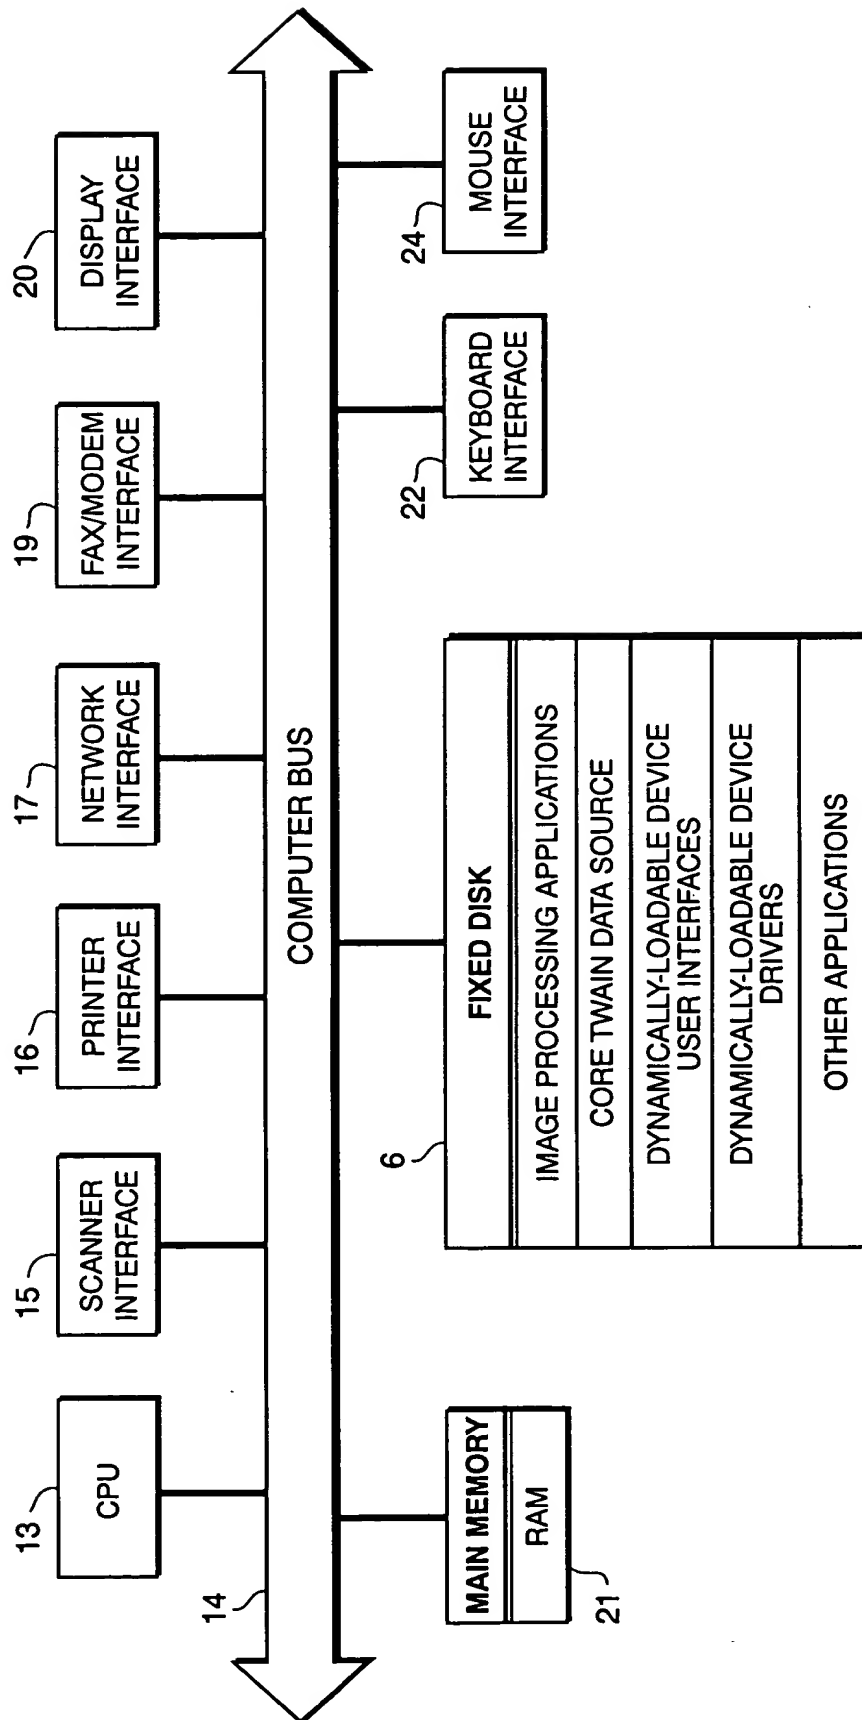 13
CPU
15
SCANNER
INTERFACE
16
PRINTER
INTERFACE
17
NETWORK
INTERFACE
19
FAX/MODEM
INTERFACE
20
DISPLAY
INTERFACE
14
COMPUTER BUS
MAIN MEMORY
RAM
21
6
FIXED DISK
IMAGE PROCESSING APPLICATIONS
CORE TWAIN DATA SOURCE
DYNAMICALLY-LOADABLE DEVICE
USER INTERFACES
DYNAMICALLY-LOADABLE DEVICE
DRIVERS
OTHER APPLICATIONS
22
KEYBOARD
INTERFACE
24
MOUSE
INTERFACE